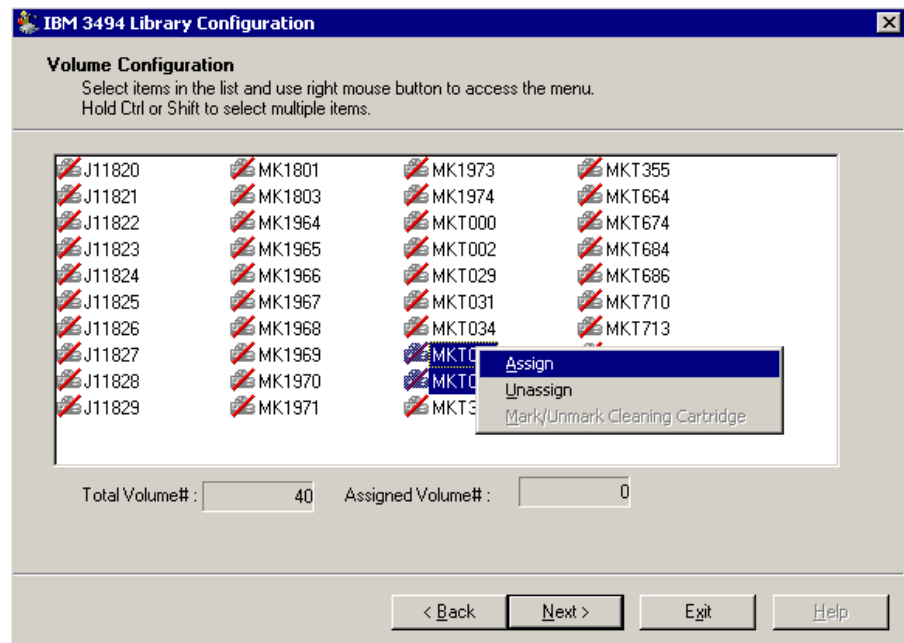 IBM 3494 Library Configuration
Volume Configuration
Select items in the list and use right mouse button to access the menu.
Hold Ctrl or Shift to select multiple items.
J11820 MK1801 MK1973 MKT355
J11821 MK1803 MK1974 MKT664
J11822 MK1964 MKT000 MKT674
J11823 MK1965 MKT002 MKT684
J11824 MK1966 MKT029 MKT686
J11825 MK1967 MKT031 MKT710
J11826 MK1968 MKT034 MKT713
J11827 MK1969
J11828 MK1970
J11829 MK1971
Assign
Unassign
Mark/Unmark Cleaning Cartridge
Total Volume# : 40 Assigned Volume# : 0
< Back Next > Exit Help